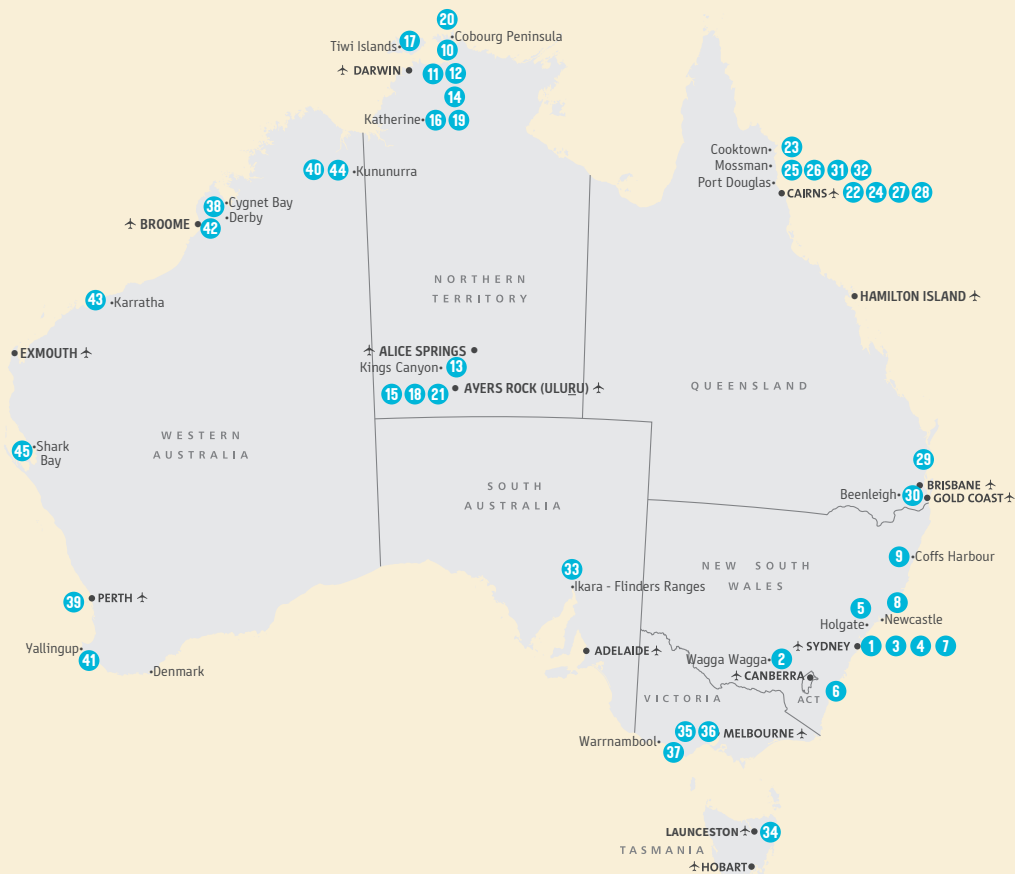 20
Cobourg Peninsula
Tiwi Islands
17
10
DARWIN
11
12
14
Katherine
16
19
Cooktown
23
Mossman
25
26
31
32
Port Douglas
CAIRNS
22
24
27
28
40
44
Kununurra
38
Cygnet Bay
Derby
BROOME
42
NORTHERN
TERRITORY
43
Karratha
HAMILTON ISLAND
EXMOUTH
ALICE SPRINGS
Kings Canyon
13
15
18
21
AYERS ROCK (ULURU)
QUEENSLAND
WESTERN
AUSTRALIA
45
Shark
Bay
29
SOUTH
AUSTRALIA
BRISBANE
Beenleigh
30
GOLD COAST
9
Coffs Harbour
33
Ikara - Flinders Ranges
NEW SOUTH
WALES
39
PERTH
5
8
Holgate
Newcastle
Yallingup
41
Denmark
ADELAIDE
SYDNEY
1
3
4
7
Wagga Wagga
2
CANBERRA
ACT
6
VICTORIA
35
36
MELBOURNE
Warrnambool
37
LAUNCESTON
34
TASMANIA
HOBART